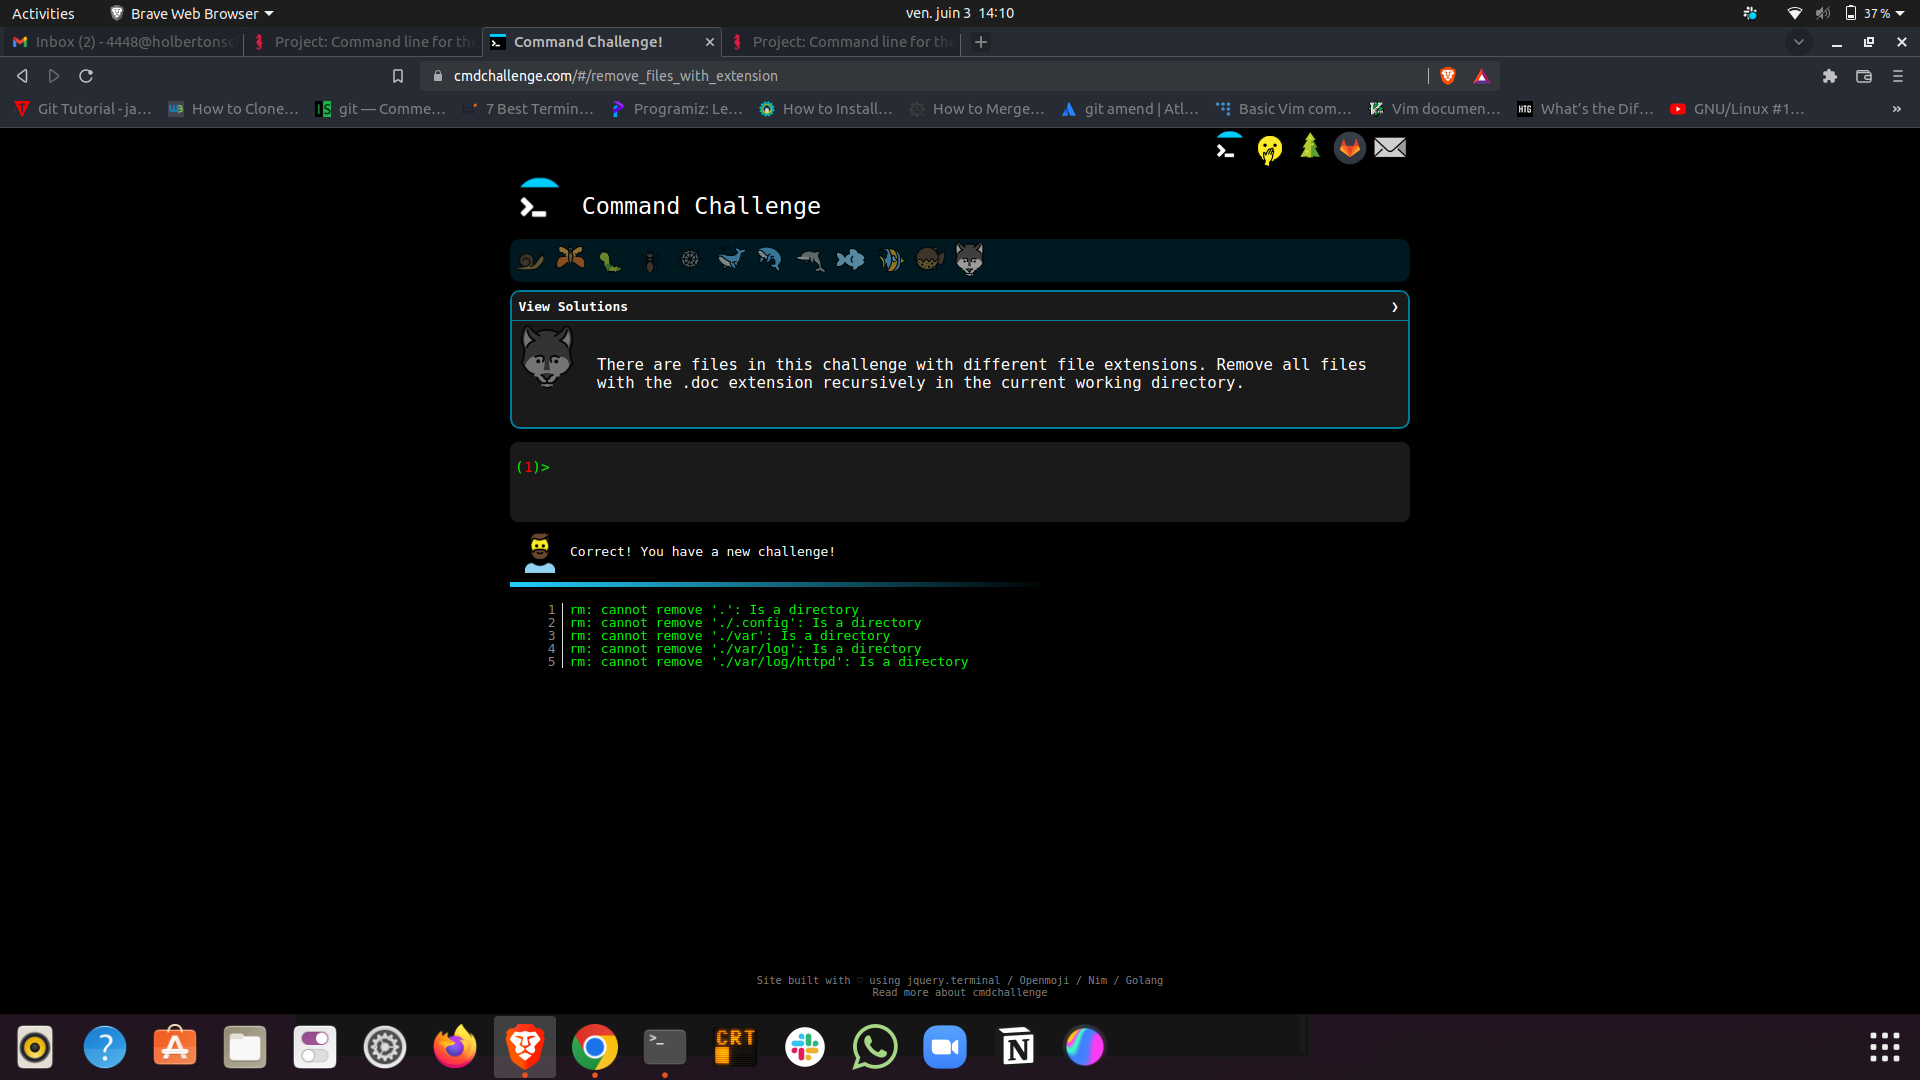 Activities
Brave Web Browser
ven. juin 3 14:10
37 %
Inbox (2) - 4448@holbertonsc
Project: Command line for the
Command Challenge!
Project: Command line for the
cmdchallenge.com/#/remove_files_with_extension
Git Tutorial - ja…
How to Clone…
git — Comme…
7 Best Termin…
Programiz: Le…
How to Install…
How to Merge…
git amend | Atl…
Basic Vim com…
Vim documen…
HTG
What's the Dif…
GNU/Linux #1…
»
Command Challenge
View Solutions
There are files in this challenge with different file extensions. Remove all files
with the .doc extension recursively in the current working directory.
(1)>
Correct! You have a new challenge!
1 rm: cannot remove '.': Is a directory
2 rm: cannot remove './.config': Is a directory
3 rm: cannot remove './var': Is a directory
4 rm: cannot remove './var/log': Is a directory
5 rm: cannot remove './var/log/httpd': Is a directory
Site built with ♡ using jquery.terminal / Openmoji / Nim / Golang
Read more about cmdchallenge
CRT